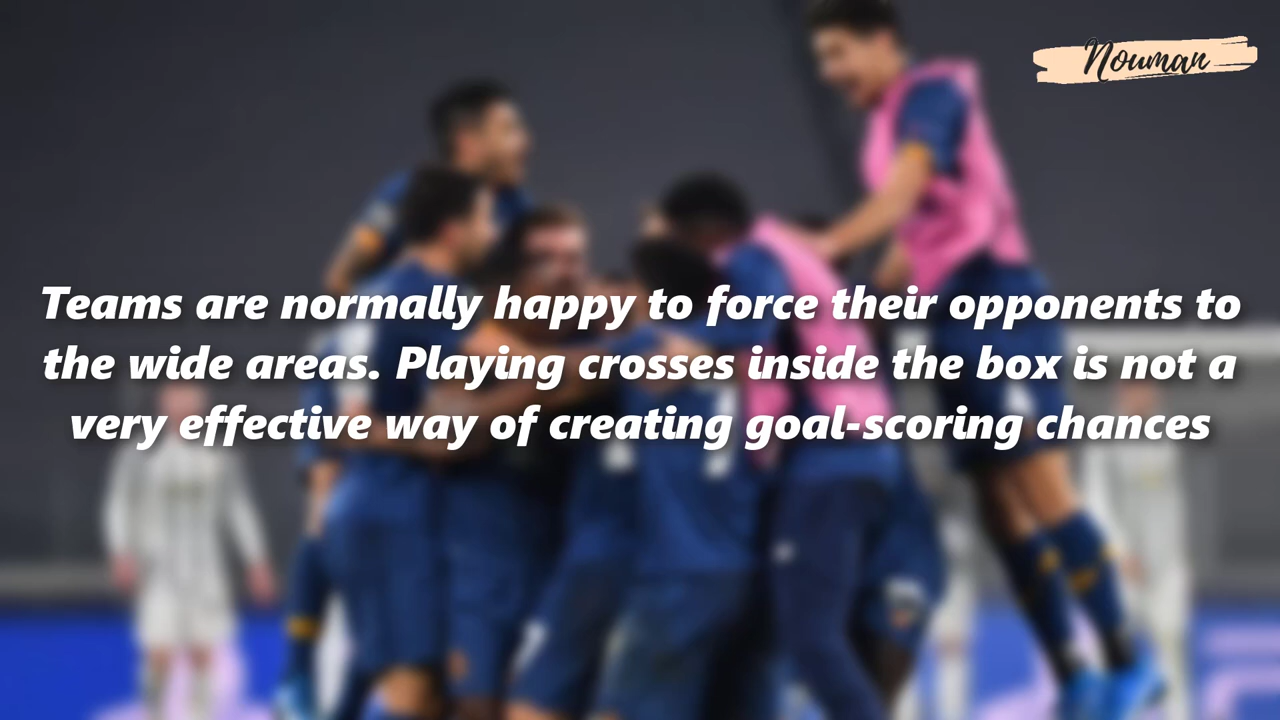 Nouman
Teams are normally happy to force their opponents to
the wide areas. Playing crosses inside the box is not a
very effective way of creating goal-scoring chances